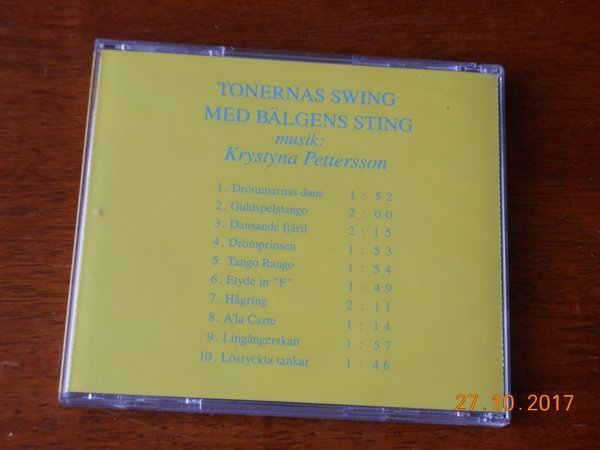 TONERNAS SWING
MED BÄLGENS STING
musik:
Krystyna Pettersson
1. Drömmarnas dans 1 : 52
2. Guldspelstango 2 : 00
3. Dansande fjäril 2 : 15
4. Drömprinsen 1 : 53
5. Tango Rango 1 : 54
6. Etyde in "F" 1 : 49
7. Hägring 2 : 11
8. A'la Carte 1 : 14
9. Lingångerskan 1 : 57
10. Lösryckta tankar 1 : 46
27.10.2017